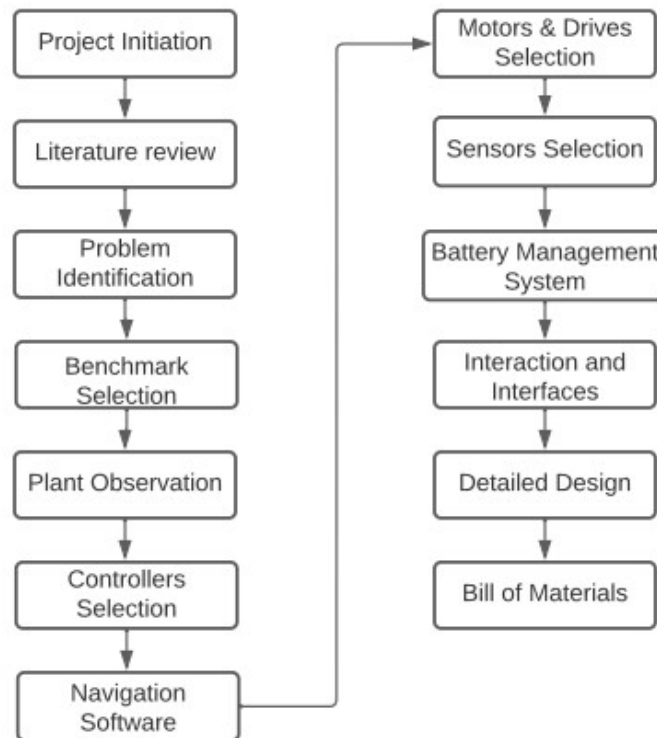 Project Initiation
Literature review
Problem
Identification
Benchmark
Selection
Plant Observation
Controllers
Selection
Navigation
Software
Motors & Drives
Selection
Sensors Selection
Battery Management
System
Interaction and
Interfaces
Detailed Design
Bill of Materials